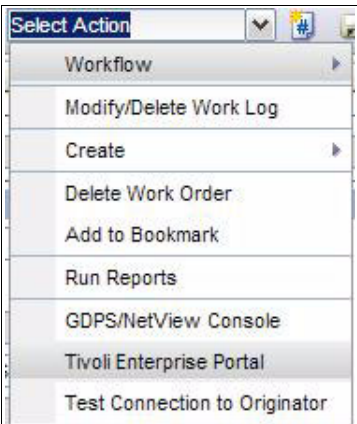 Select Action
Workflow
Modify/Delete Work Log
Create
Delete Work Order
Add to Bookmark
Run Reports
GDPS/NetView Console
Tivoli Enterprise Portal
Test Connection to Originator